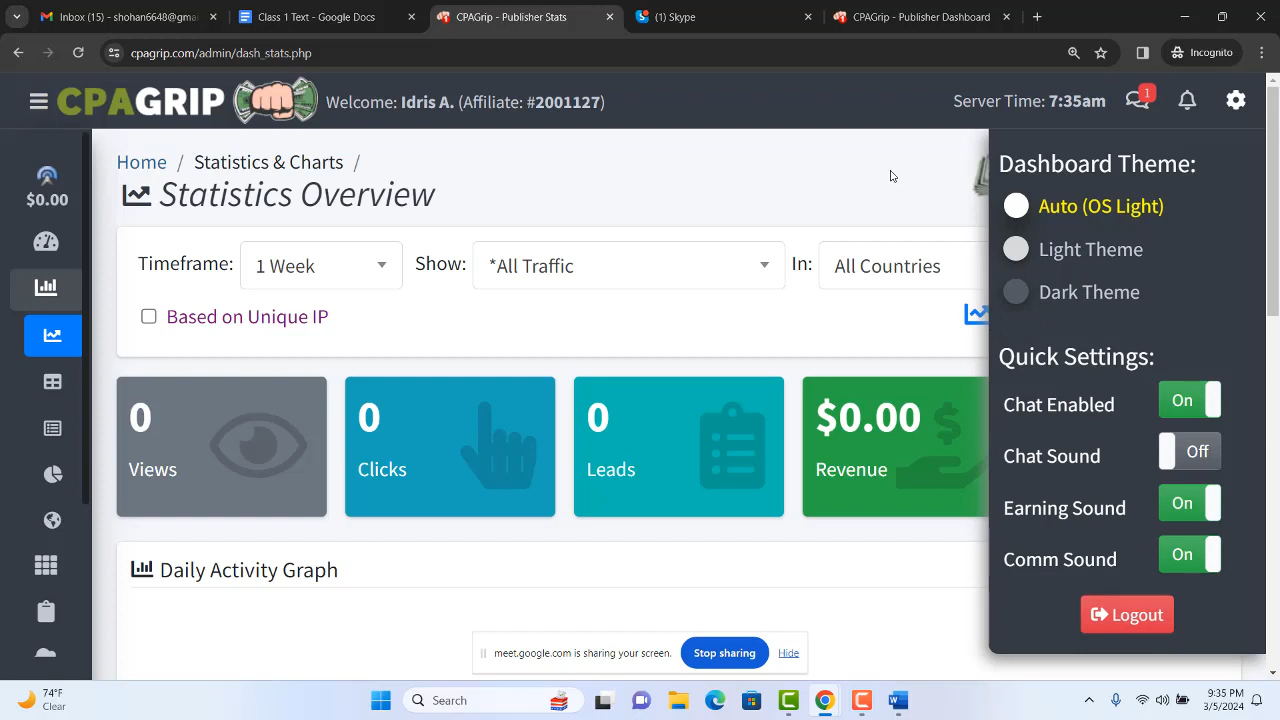 Inbox (15) - shohan6648@gma
Class 1 Text - Google Docs
CPAGrip - Publisher Stats
(1) Skype
CPAGrip - Publisher Dashboard
cpagrip.com/admin/dash_stats.php
Incognito
CPAGRIP
Welcome: Idris A. (Affiliate: #2001127)
Server Time: 7:35am
1
Home / Statistics & Charts /
Statistics Overview
$0.00
Timeframe: 1 Week Show: *All Traffic In: All Countries
Based on Unique IP
0
Views
0
Clicks
0
Leads
$0.00
Revenue
Daily Activity Graph
Dashboard Theme:
Auto (OS Light)
Light Theme
Dark Theme
Quick Settings:
Chat Enabled On
Chat Sound Off
Earning Sound On
Comm Sound On
Logout
meet.google.com is sharing your screen. Stop sharing Hide
74°F
Clear
Search
9:35 PM
3/5/2024